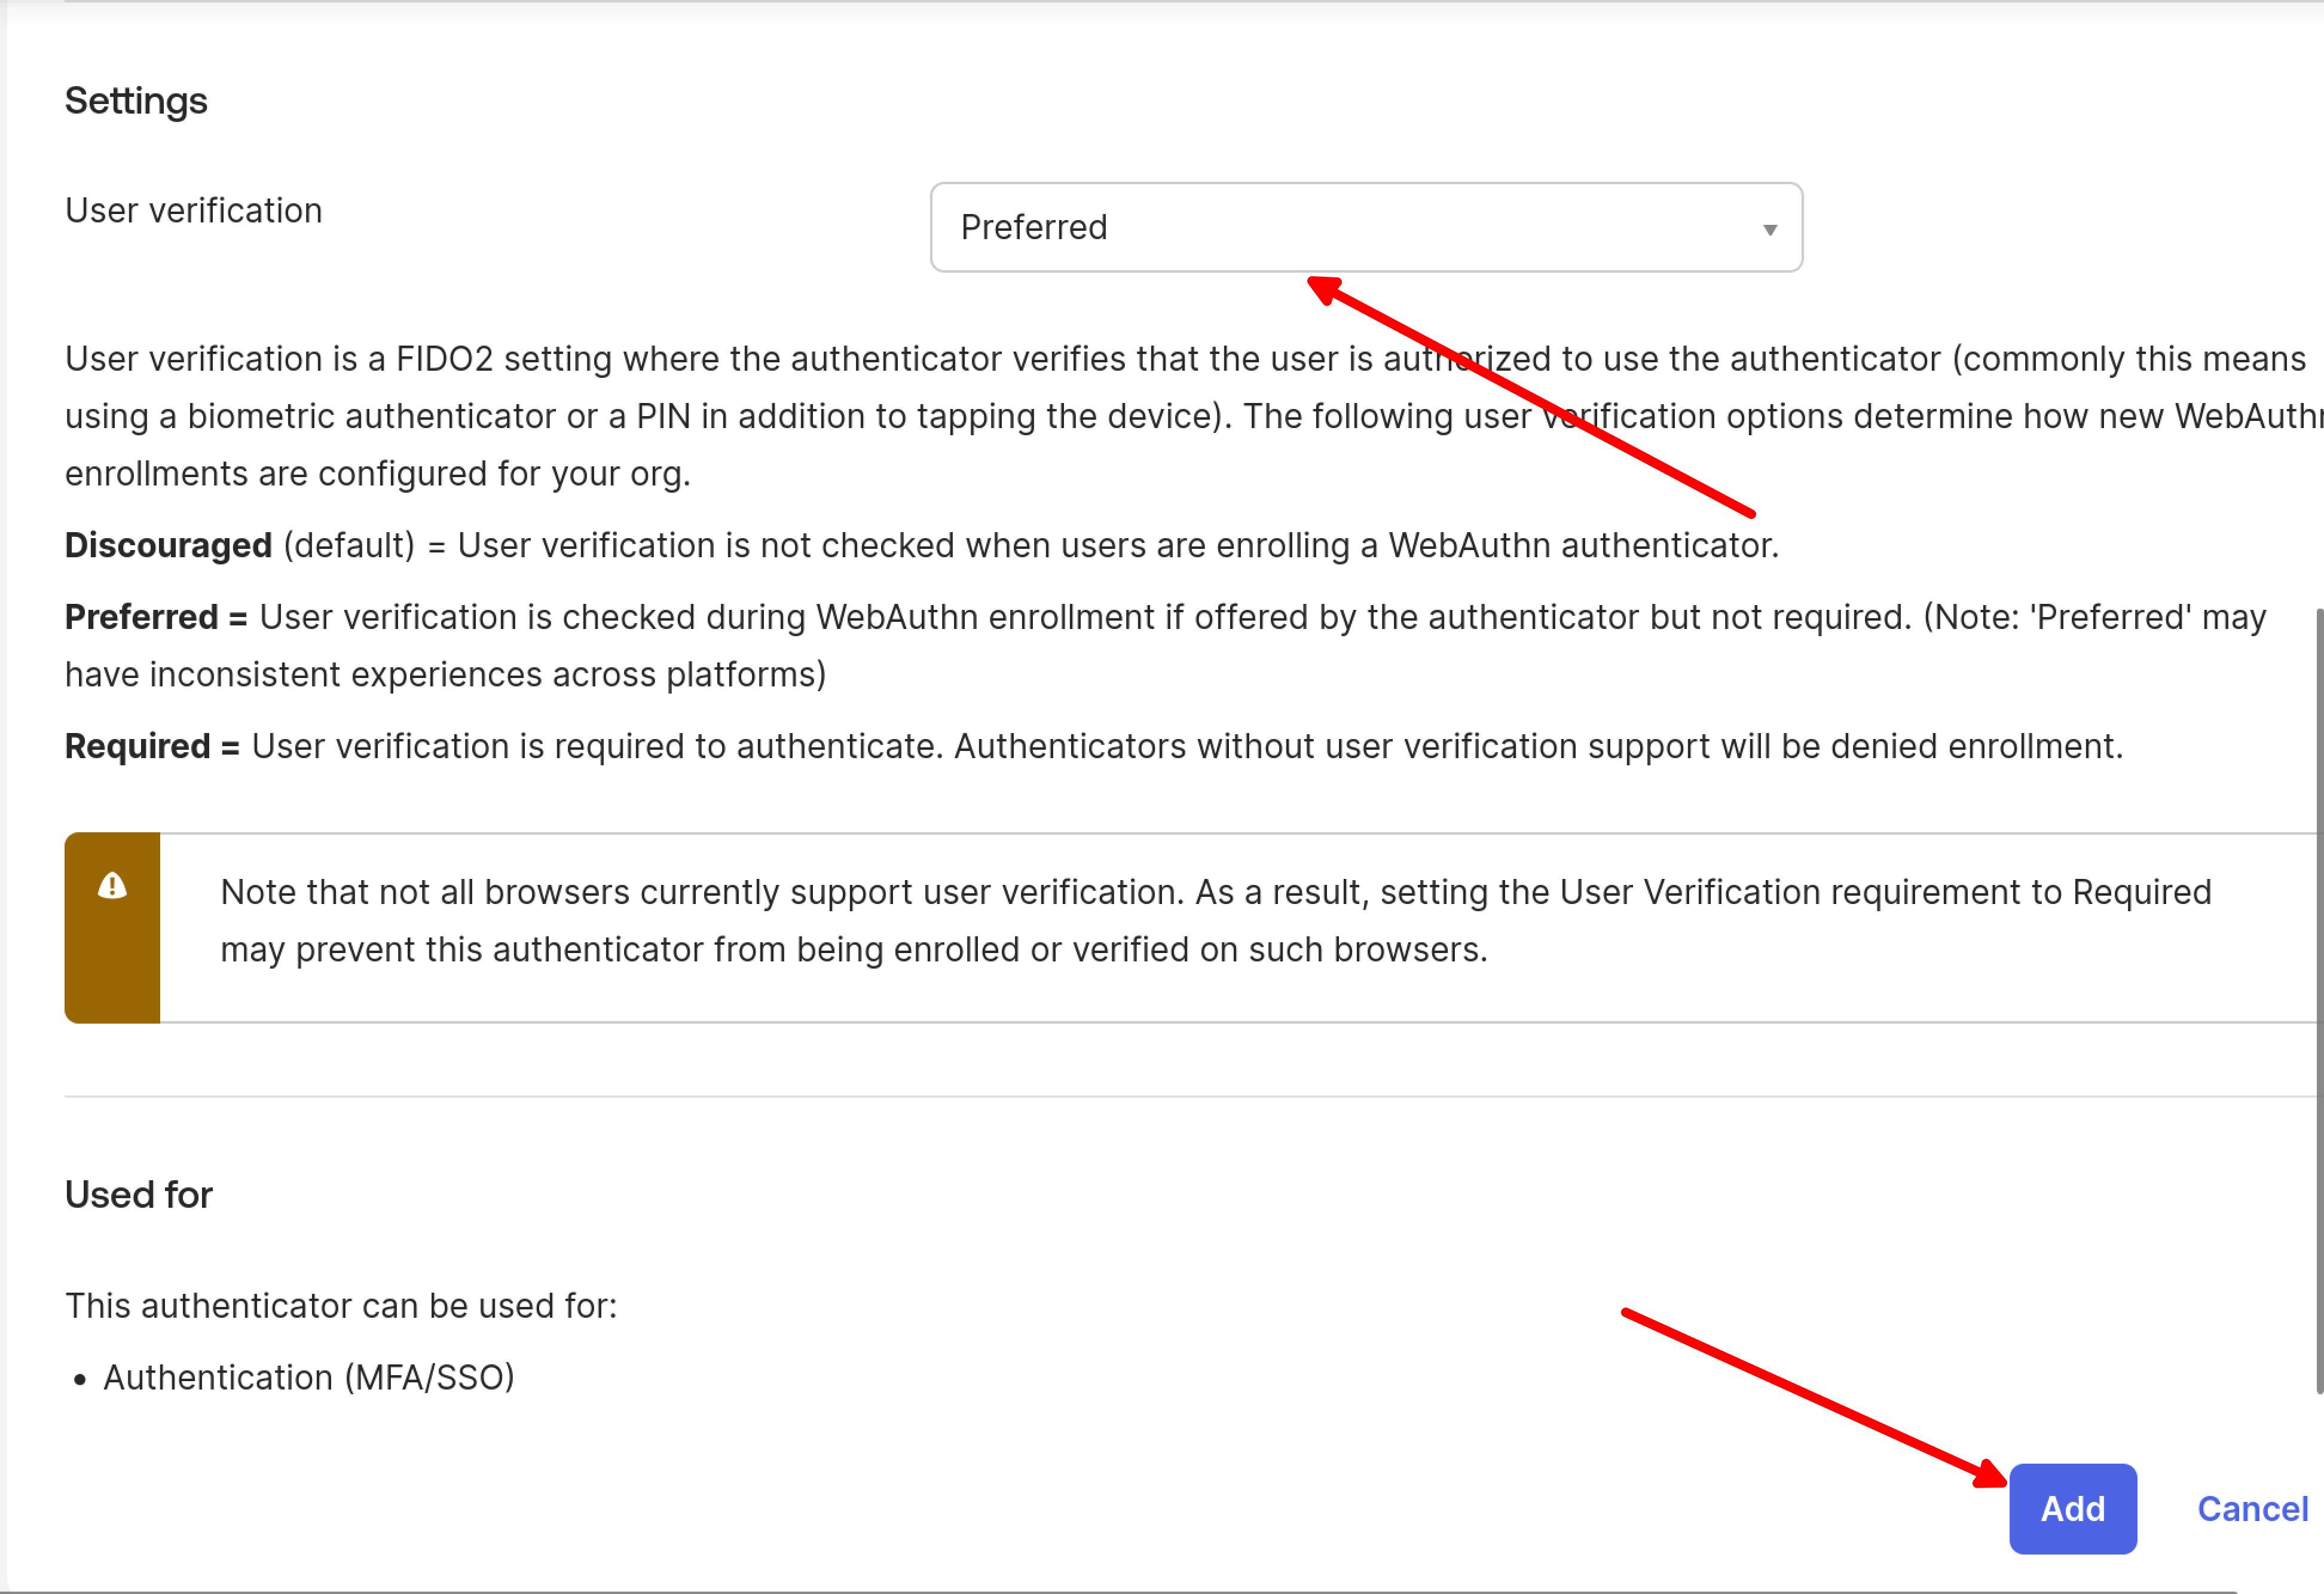 Settings
User verification
Preferred
User verification is a FIDO2 setting where the authenticator verifies that the user is authorized to use the authenticator (commonly this means
using a biometric authenticator or a PIN in addition to tapping the device). The following user verification options determine how new WebAuthn
enrollments are configured for your org.
Discouraged (default) = User verification is not checked when users are enrolling a WebAuthn authenticator.
Preferred = User verification is checked during WebAuthn enrollment if offered by the authenticator but not required. (Note: 'Preferred' may
have inconsistent experiences across platforms)
Required = User verification is required to authenticate. Authenticators without user verification support will be denied enrollment.
Note that not all browsers currently support user verification. As a result, setting the User Verification requirement to Required
may prevent this authenticator from being enrolled or verified on such browsers.
Used for
This authenticator can be used for:
• Authentication (MFA/SSO)
Add Cancel